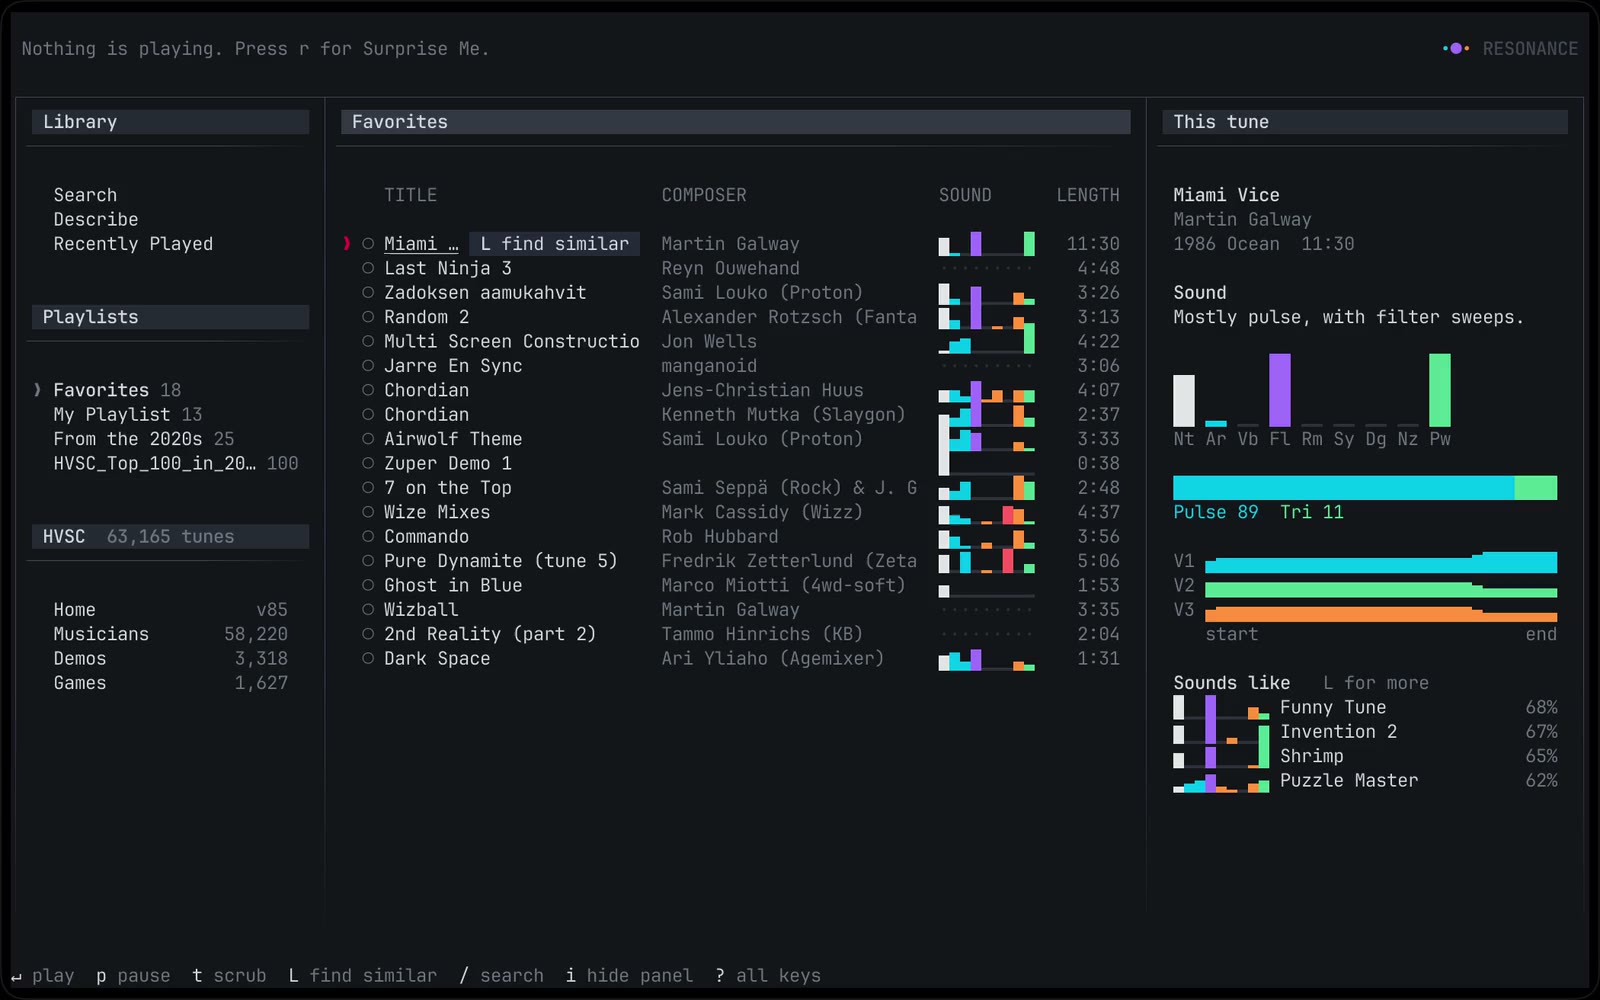 Nothing is playing. Press r for Surprise Me.
RESONANCE
Library
Search
Describe
Recently Played
Playlists
Favorites 18
My Playlist 13
From the 2020s 25
HVSC_Top_100_in_20… 100
HVSC 63,165 tunes
Home v85
Musicians 58,220
Demos 3,318
Games 1,627
Favorites
TITLE COMPOSER SOUND LENGTH
Miami … L find similar Martin Galway 11:30
Last Ninja 3 Reyn Ouwehand 4:48
Zadoksen aamukahvit Sami Louko (Proton) 3:26
Random 2 Alexander Rotzsch (Fanta 3:13
Multi Screen Constructio Jon Wells 4:22
Jarre En Sync manganoid 3:06
Chordian Jens-Christian Huus 4:07
Chordian Kenneth Mutka (Slaygon) 2:37
Airwolf Theme Sami Louko (Proton) 3:33
Zuper Demo 1 0:38
7 on the Top Sami Seppä (Rock) & J. G 2:48
Wize Mixes Mark Cassidy (Wizz) 4:37
Commando Rob Hubbard 3:56
Pure Dynamite (tune 5) Fredrik Zetterlund (Zeta 5:06
Ghost in Blue Marco Miotti (4wd-soft) 1:53
Wizball Martin Galway 3:35
2nd Reality (part 2) Tammo Hinrichs (KB) 2:04
Dark Space Ari Yliaho (Agemixer) 1:31
This tune
Miami Vice
Martin Galway
1986 Ocean 11:30
Sound
Mostly pulse, with filter sweeps.
Nt Ar Vb Fl Rm Sy Dg Nz Pw
Pulse 89 Tri 11
V1
V2
V3
start end
Sounds like L for more
Funny Tune 68%
Invention 2 67%
Shrimp 65%
Puzzle Master 62%
↵ play p pause t scrub L find similar / search i hide panel ? all keys